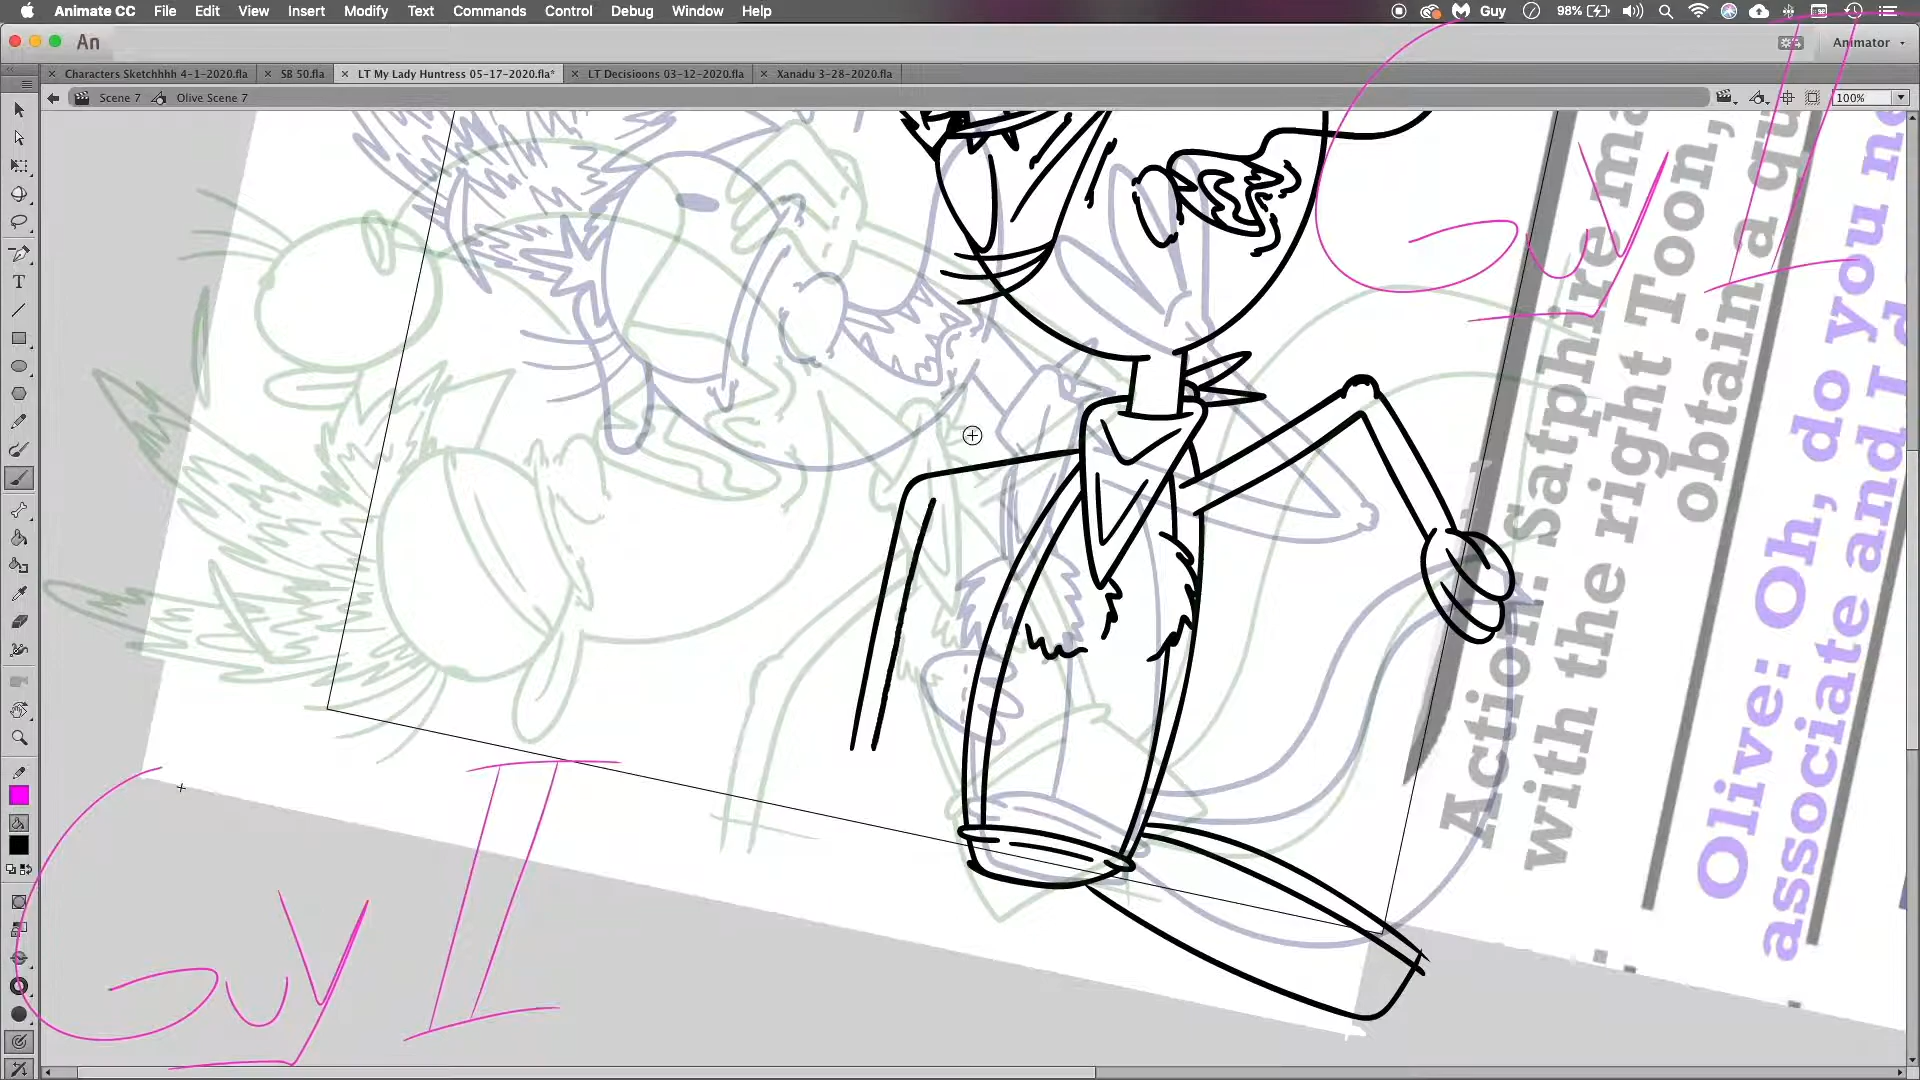 Animate CC File Edit View Insert Modify Text Commands Control Debug Window Help Guy 98%
An Animator
Characters Sketchhhh 4-1-2020.fla SB 50.fla LT My Lady Huntress 05-17-2020.fla* LT Decisioons 03-12-2020.fla Xanadu 3-28-2020.fla
Scene 7 Olive Scene 7 100%
Guy I
Action: Satphire ma
with the right Toon,
obtain a qu
Olive: Oh, do you ne
associate and I d
Guy I